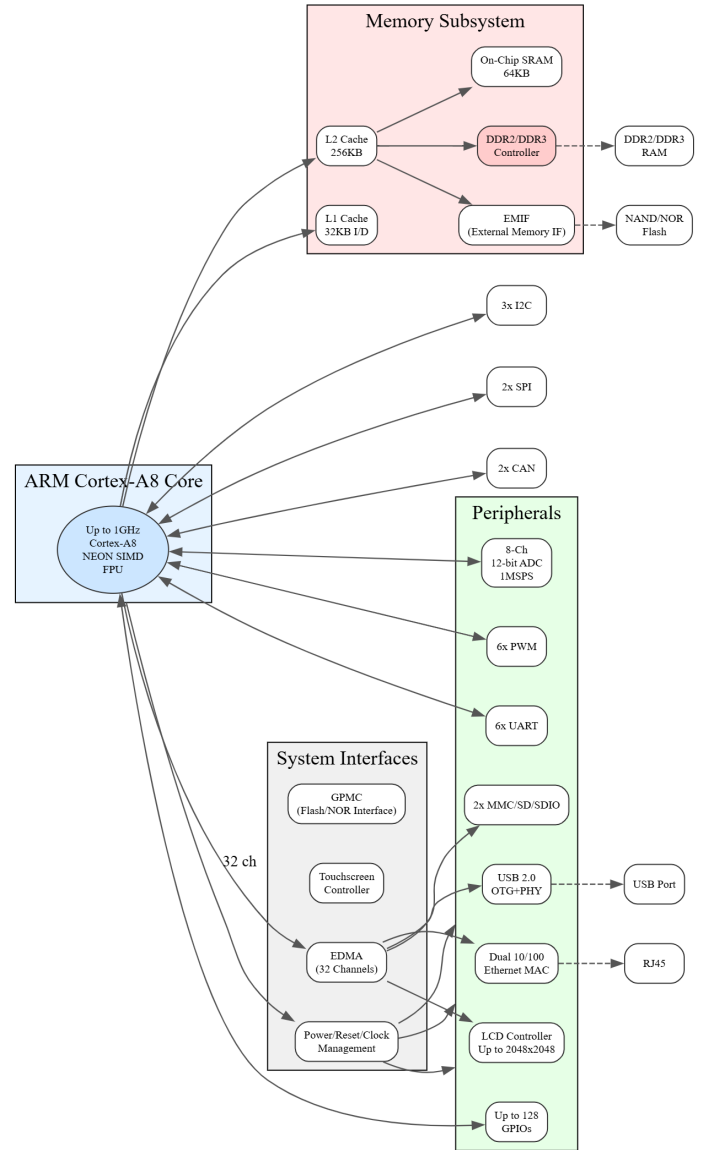 Memory Subsystem
On-Chip SRAM
64KB
L2 Cache
256KB
DDR2/DDR3
Controller
DDR2/DDR3
RAM
L1 Cache
32KB I/D
EMIF
(External Memory IF)
NAND/NOR
Flash
3x I2C
2x SPI
2x CAN
ARM Cortex-A8 Core
Up to 1GHz
Cortex-A8
NEON SIMD
FPU
Peripherals
8-Ch
12-bit ADC
1MSPS
6x PWM
6x UART
System Interfaces
GPMC
(Flash/NOR Interface)
2x MMC/SD/SDIO
32 ch
Touchscreen
Controller
USB 2.0
OTG+PHY
USB Port
EDMA
(32 Channels)
Dual 10/100
Ethernet MAC
RJ45
Power/Reset/Clock
Management
LCD Controller
Up to 2048x2048
Up to 128
GPIOs